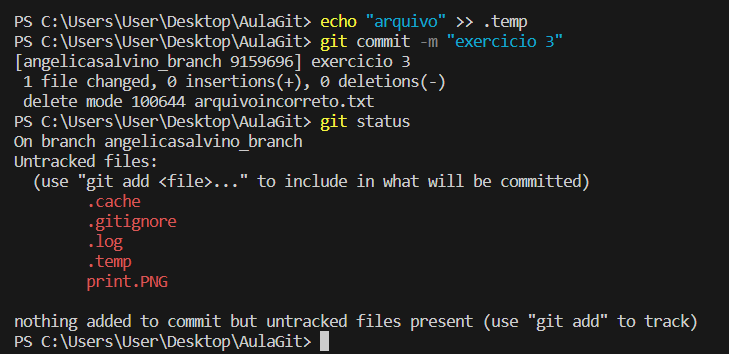 PS C:\Users\User\Desktop\AulaGit> echo "arquivo" >> .temp
PS C:\Users\User\Desktop\AulaGit> git commit -m "exercicio 3"
[angelicasalvino_branch 9159696] exercicio 3
 1 file changed, 0 insertions(+), 0 deletions(-)
 delete mode 100644 arquivoincorreto.txt
PS C:\Users\User\Desktop\AulaGit> git status
On branch angelicasalvino_branch
Untracked files:
  (use "git add <file>..." to include in what will be committed)
        .cache
        .gitignore
        .log
        .temp
        print.PNG

nothing added to commit but untracked files present (use "git add" to track)
PS C:\Users\User\Desktop\AulaGit>